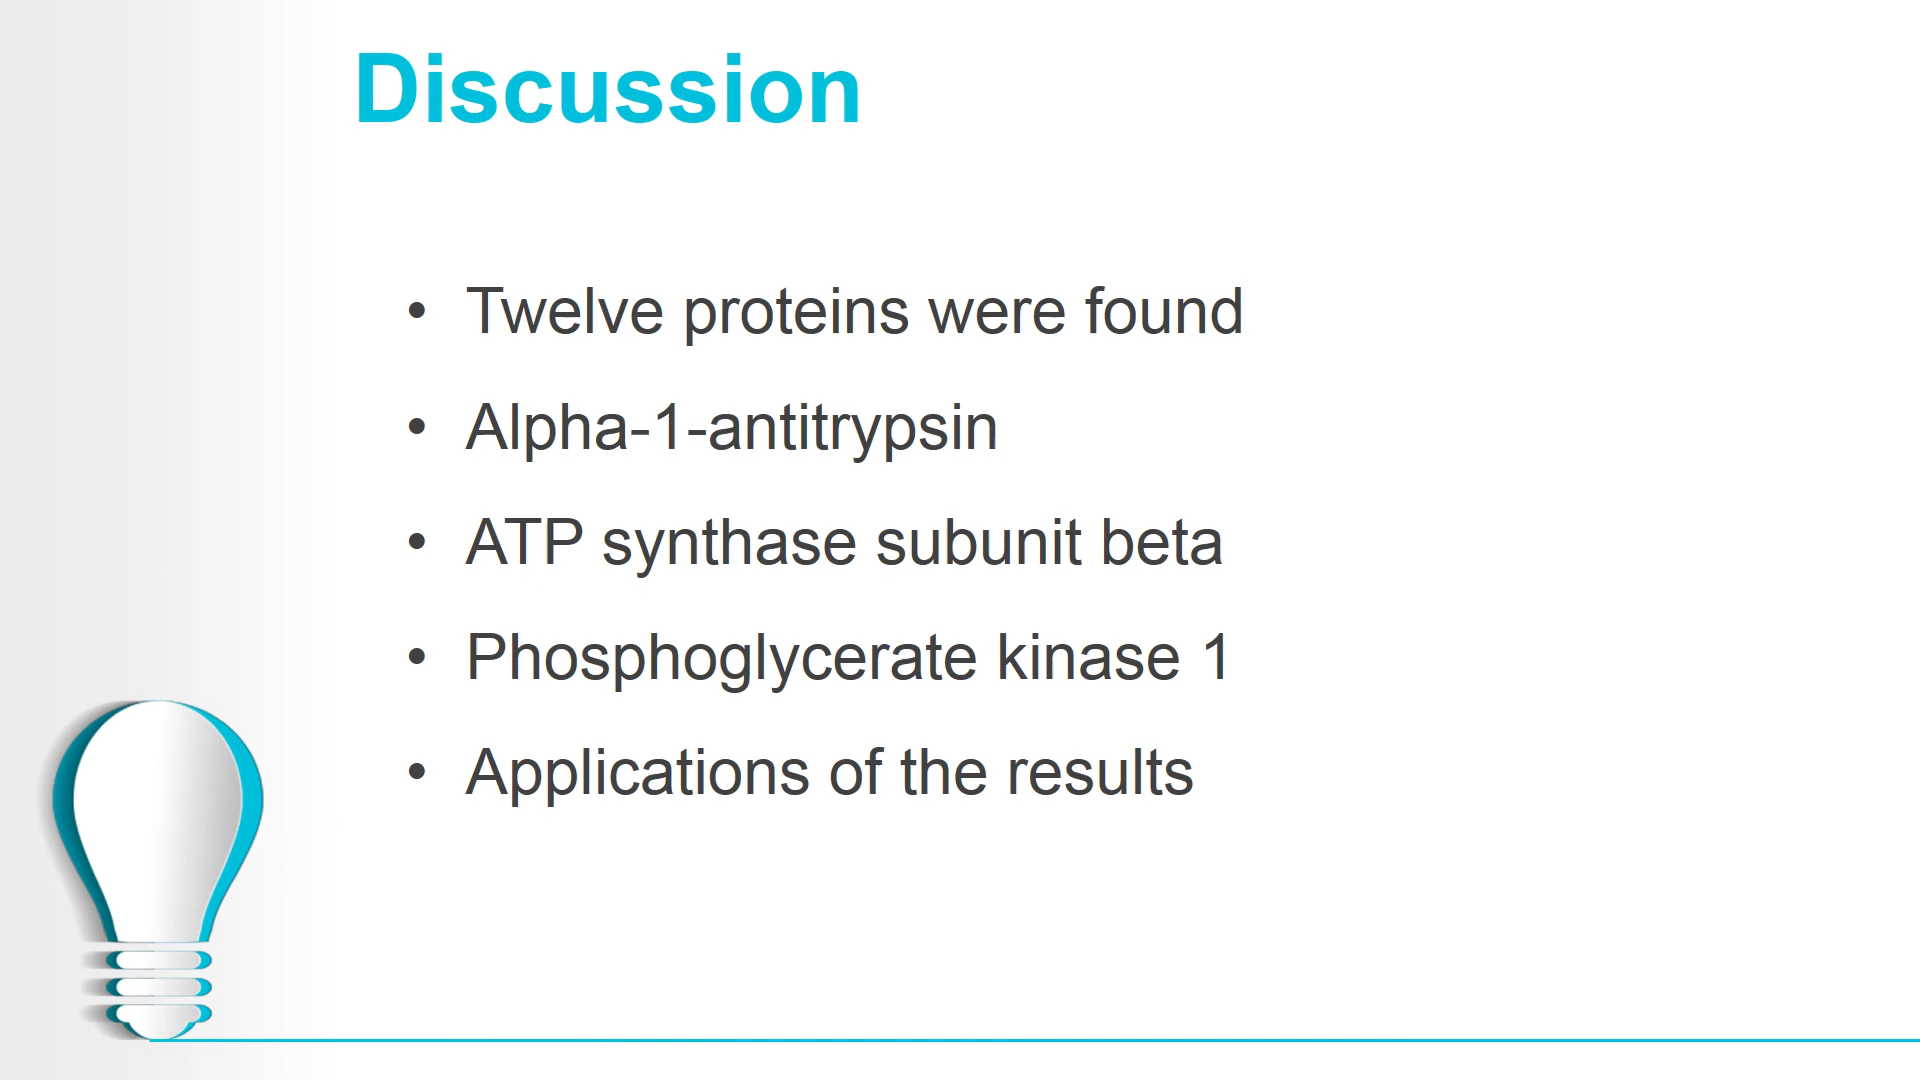 Discussion
• Twelve proteins were found
• Alpha-1-antitrypsin
• ATP synthase subunit beta
• Phosphoglycerate kinase 1
• Applications of the results